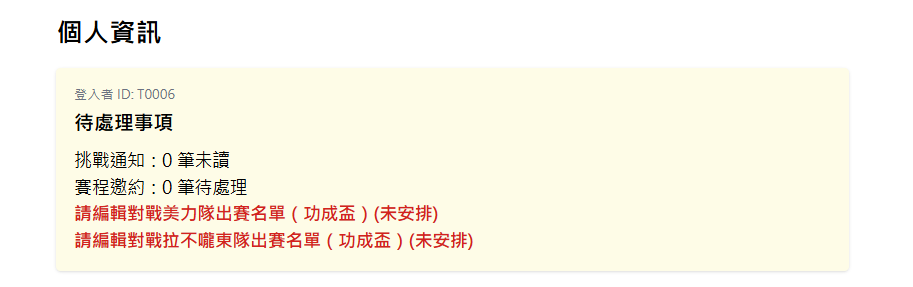 個人資訊
登入者 ID: T0006
待處理事項
挑戰通知：0 筆未讀
賽程邀約：0 筆待處理
請編輯對戰美力隊出賽名單（功成盃）(未安排)
請編輯對戰拉不嚨東隊出賽名單（功成盃）(未安排)